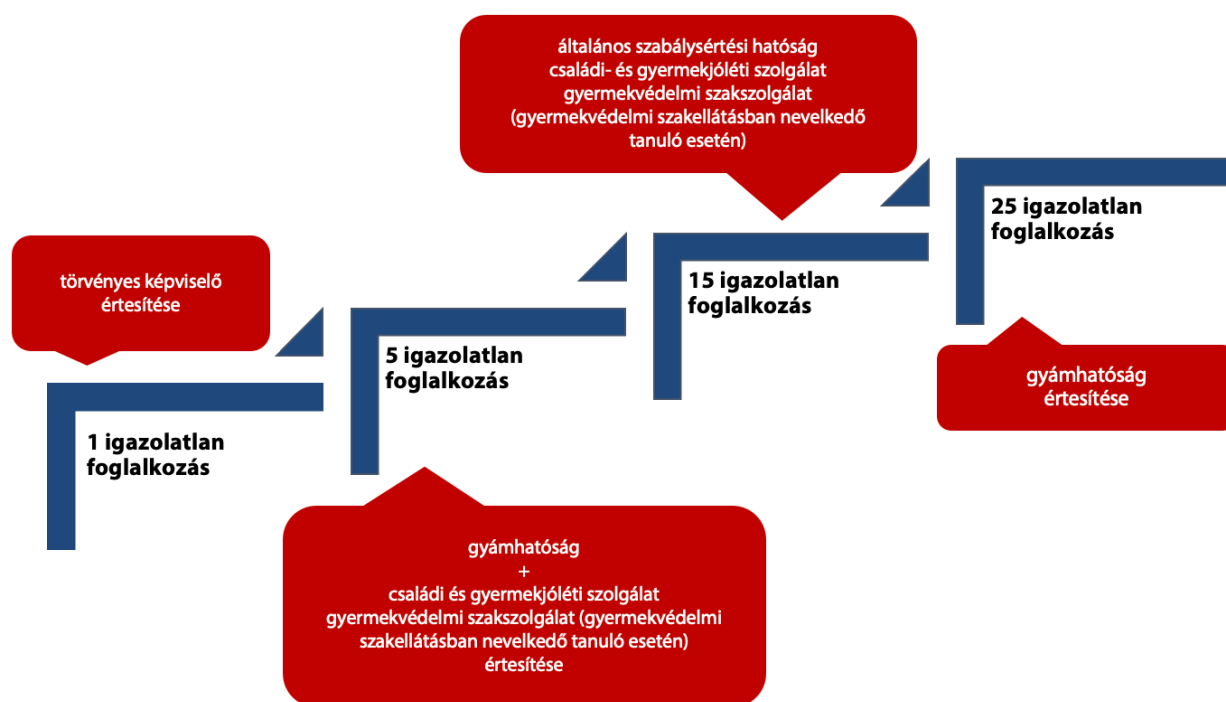 törvényes képviselő
értesítése
1 igazolatlan
foglalkozás
5 igazolatlan
foglalkozás
gyámhatóság
+
családi és gyermekjóléti szolgálat
gyermekvédelmi szakszolgálat (gyermekvédelmi
szakellátásban nevelkedő tanuló esetén)
értesítése
általános szabálysértési hatóság
családi- és gyermekjóléti szolgálat
gyermekvédelmi szakszolgálat
(gyermekvédelmi szakellátásban nevelkedő
tanuló esetén)
15 igazolatlan
foglalkozás
25 igazolatlan
foglalkozás
gyámhatóság
értesítése